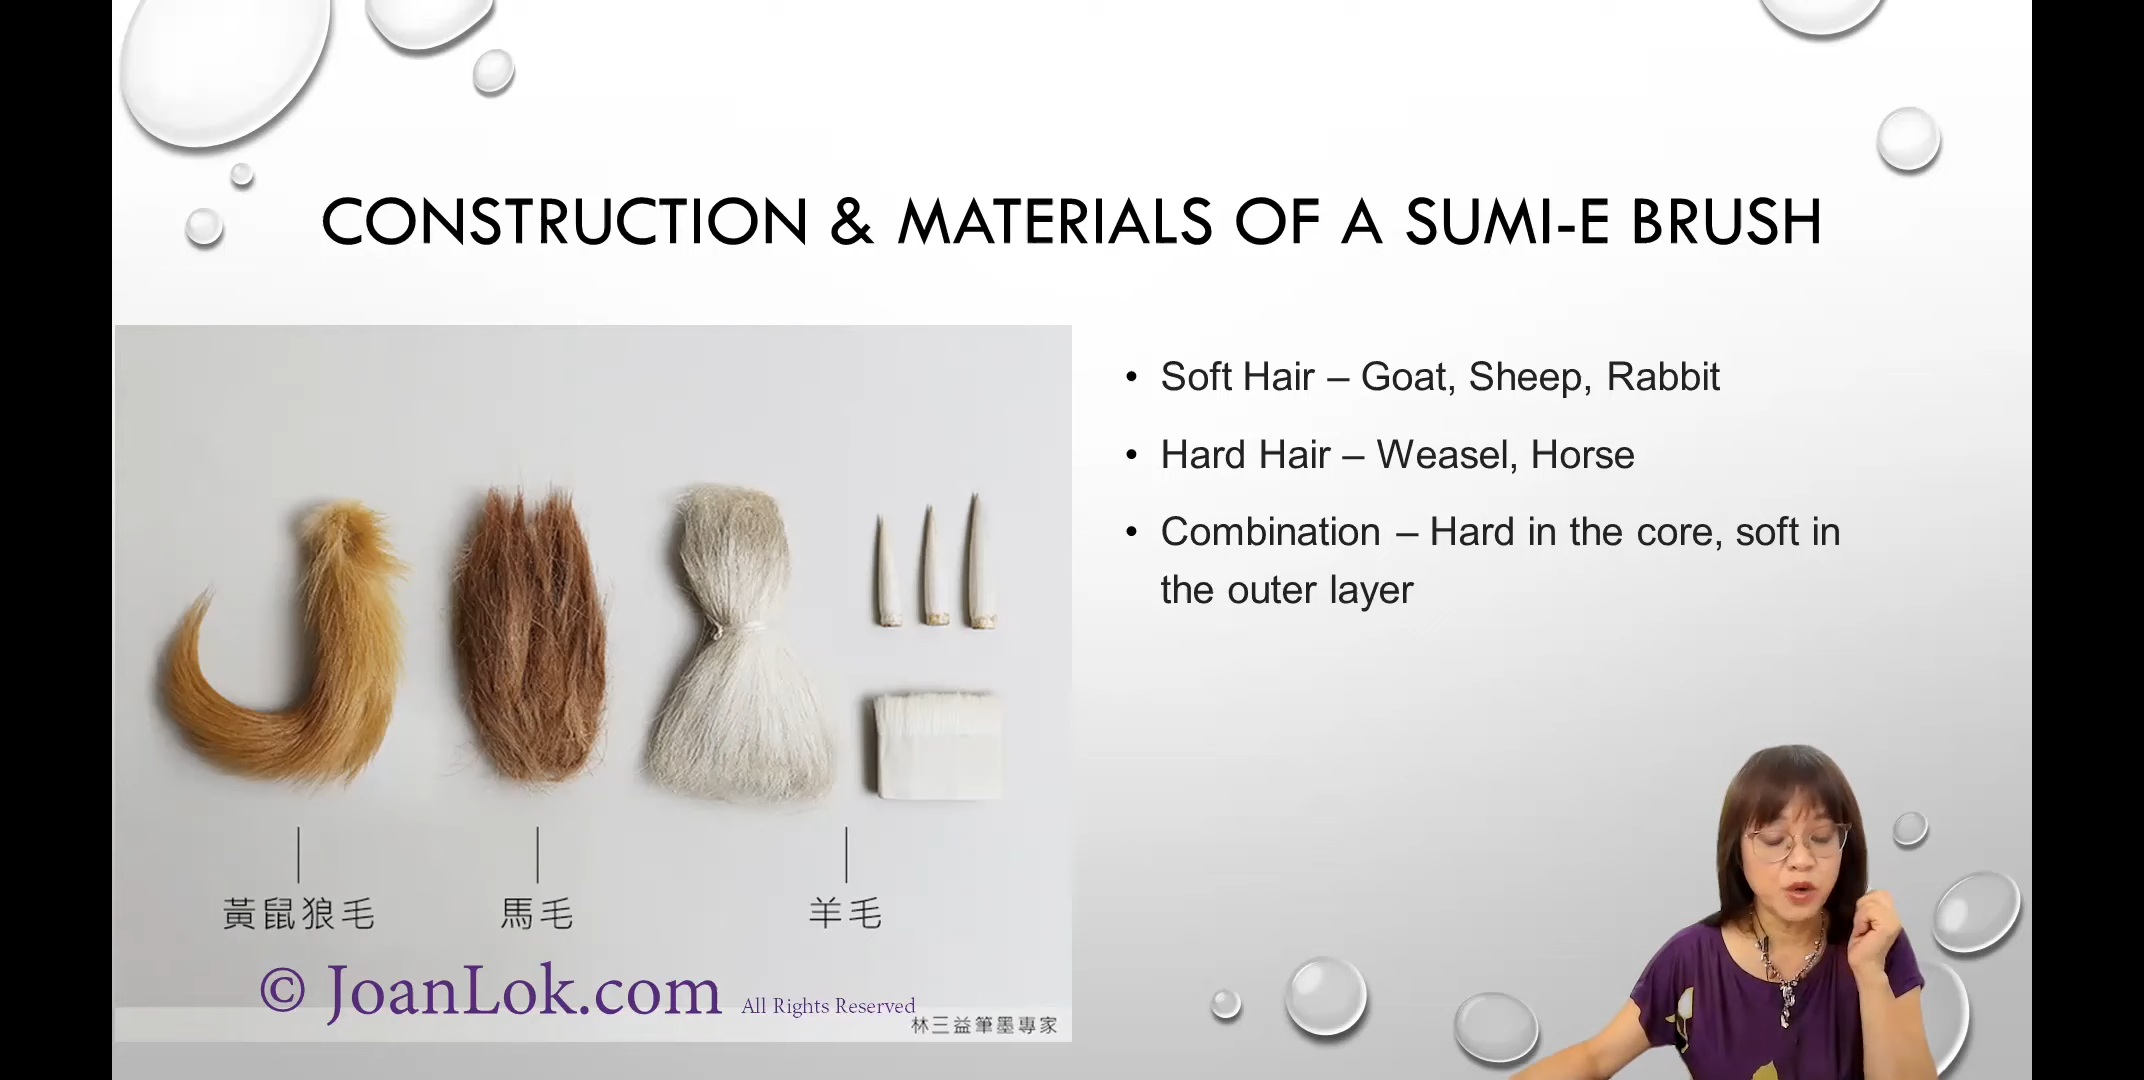 CONSTRUCTION & MATERIALS OF A SUMI-E BRUSH
• Soft Hair – Goat, Sheep, Rabbit
• Hard Hair – Weasel, Horse
• Combination – Hard in the core, soft in
the outer layer
黃鼠狼毛
馬毛
羊毛
© JoanLok.com All Rights Reserved
林三益筆墨專家